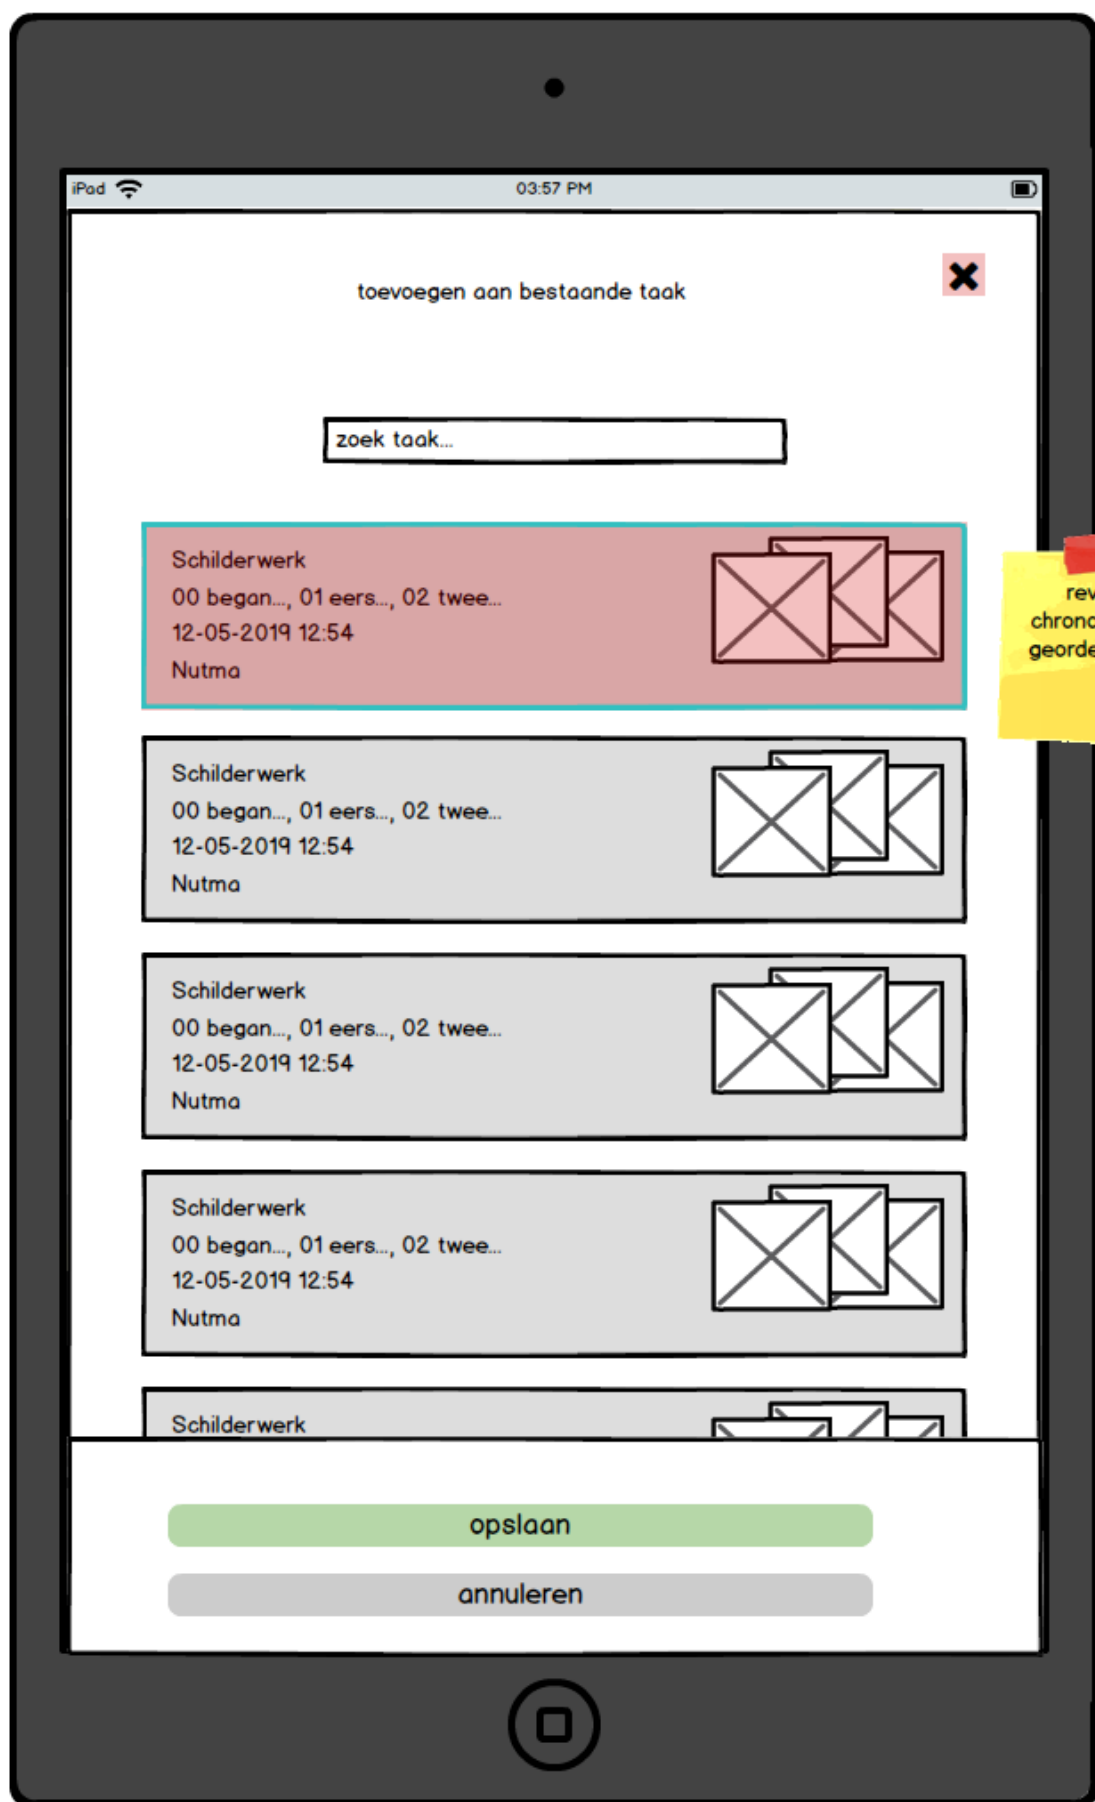 iPad 03:57 PM
toevoegen aan bestaande taak
zoek taak...
Schilderwerk
00 began..., 01 eers..., 02 twee...
12-05-2019 12:54
Nutma
rev
chrono
georde
Schilderwerk
00 began..., 01 eers..., 02 twee...
12-05-2019 12:54
Nutma
Schilderwerk
00 began..., 01 eers..., 02 twee...
12-05-2019 12:54
Nutma
Schilderwerk
00 began..., 01 eers..., 02 twee...
12-05-2019 12:54
Nutma
Schilderwerk
opslaan
annuleren